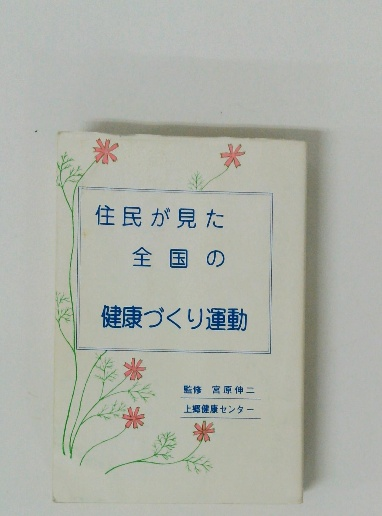 住民が見た
全国の
健康づくり運動
監修 宮原伸二
上郷健康センター